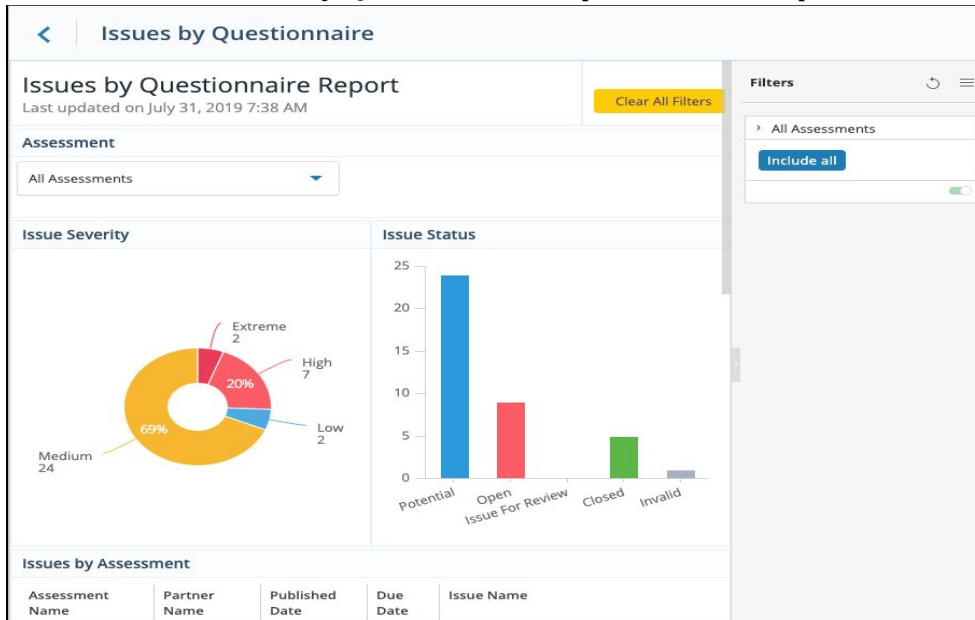 Issues by Questionnaire
Issues by Questionnaire Report
Last updated on July 31, 2019 7:38 AM
Clear All Filters
Assessment
All Assessments
Issue Severity
Extreme
2
High
7
20%
69%
Low
2
Medium
24
Issue Status
25
20
15
10
5
0
Potential
Open
Issue For Review
Closed
Invalid
Issues by Assessment
Assessment Name
Partner Name
Published Date
Due Date
Issue Name
Filters
All Assessments
Include all